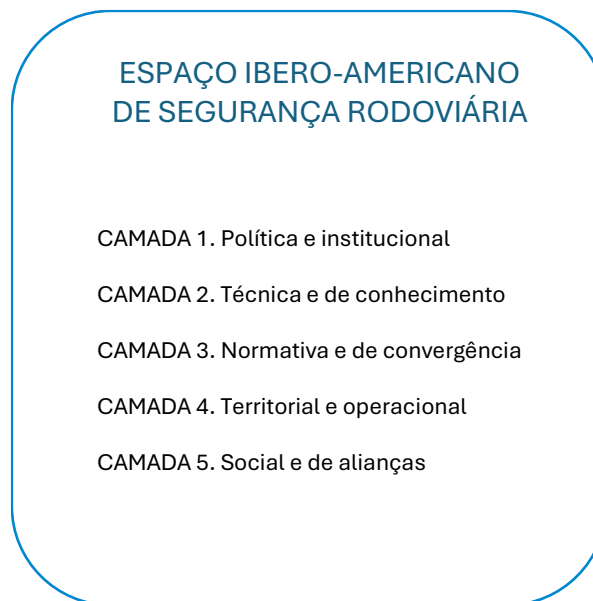 ESPAÇO IBERO-AMERICANO
DE SEGURANÇA RODOVIÁRIA
CAMADA 1. Política e institucional
CAMADA 2. Técnica e de conhecimento
CAMADA 3. Normativa e de convergência
CAMADA 4. Territorial e operacional
CAMADA 5. Social e de alianças